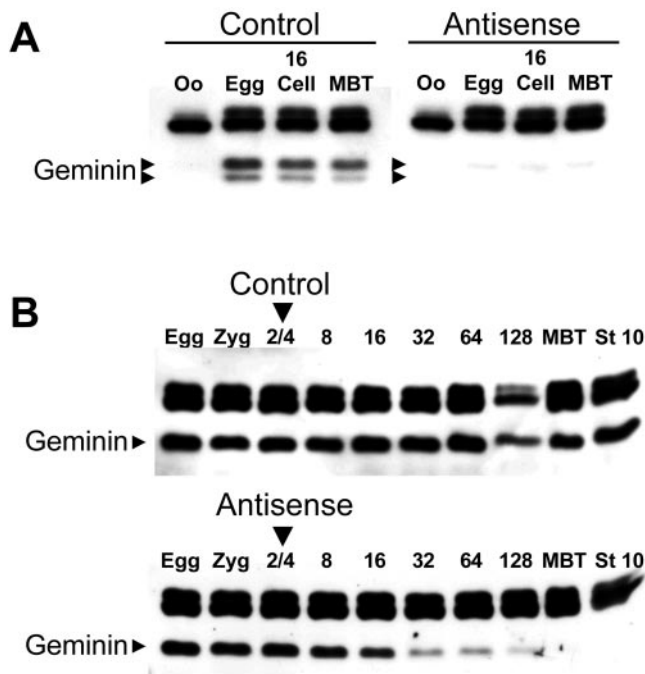 A
Control
Antisense
16
16
Oo Egg Cell MBT
Oo Egg Cell MBT
Geminin
B
Control
Egg Zyg 2/4 8 16 32 64 128 MBT St 10
Geminin
Antisense
Egg Zyg 2/4 8 16 32 64 128 MBT St 10
Geminin